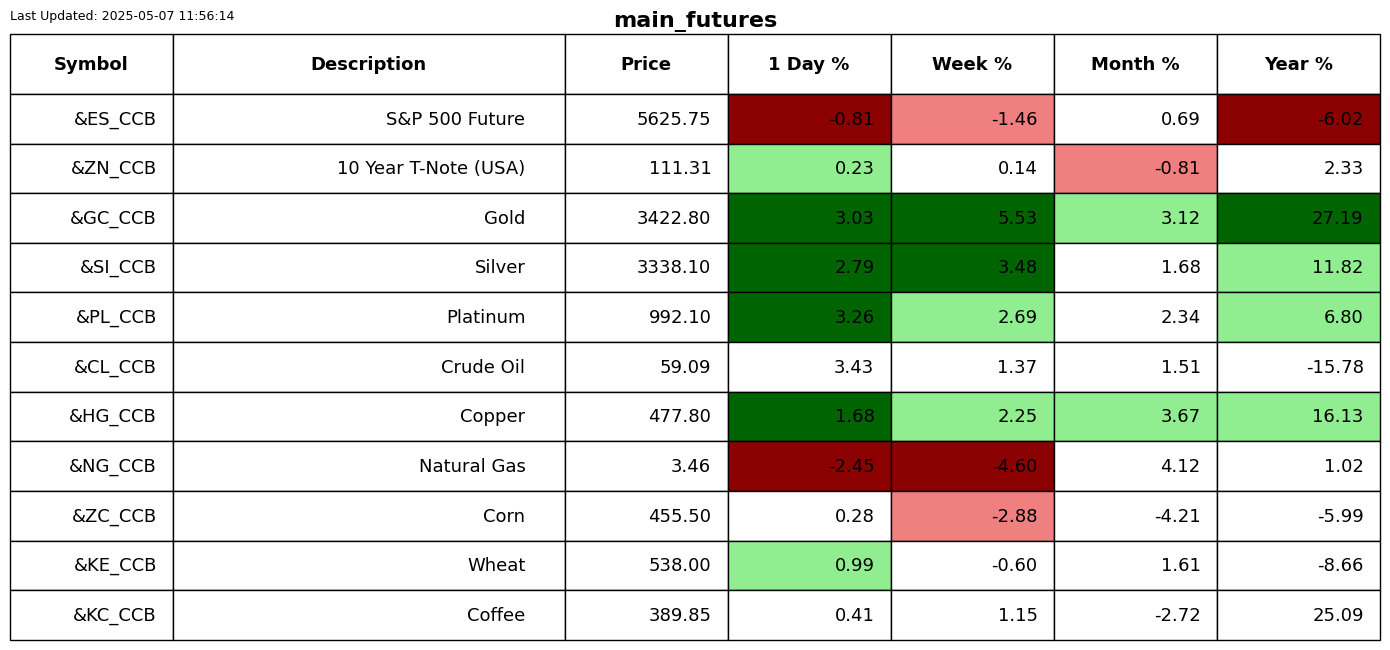 Last Updated: 2025-05-07 11:56:14
main_futures
Symbol Description Price 1 Day % Week % Month % Year %
&ES_CCB S&P 500 Future 5625.75 -0.81 -1.46 0.69 -6.02
&ZN_CCB 10 Year T-Note (USA) 111.31 0.23 0.14 -0.81 2.33
&GC_CCB Gold 3422.80 3.03 5.53 3.12 27.19
&SI_CCB Silver 3338.10 2.79 3.48 1.68 11.82
&PL_CCB Platinum 992.10 3.26 2.69 2.34 6.80
&CL_CCB Crude Oil 59.09 3.43 1.37 1.51 -15.78
&HG_CCB Copper 477.80 1.68 2.25 3.67 16.13
&NG_CCB Natural Gas 3.46 -2.45 -4.60 4.12 1.02
&ZC_CCB Corn 455.50 0.28 -2.88 -4.21 -5.99
&KE_CCB Wheat 538.00 0.99 -0.60 1.61 -8.66
&KC_CCB Coffee 389.85 0.41 1.15 -2.72 25.09